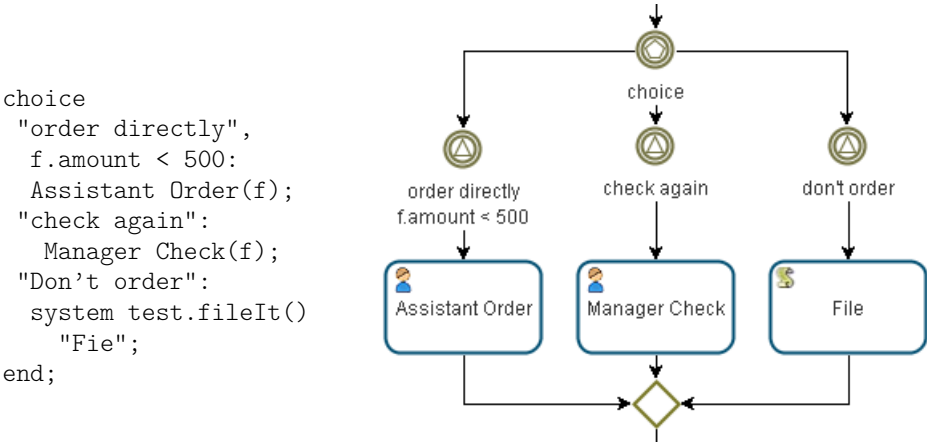 choice
"order directly",
f.amount < 500:
Assistant Order(f);
"check again":
Manager Check(f);
"Don't order":
system test.fileIt()
"Fie";
end;
choice
order directly
f.amount < 500
check again
don't order
Assistant Order
Manager Check
File